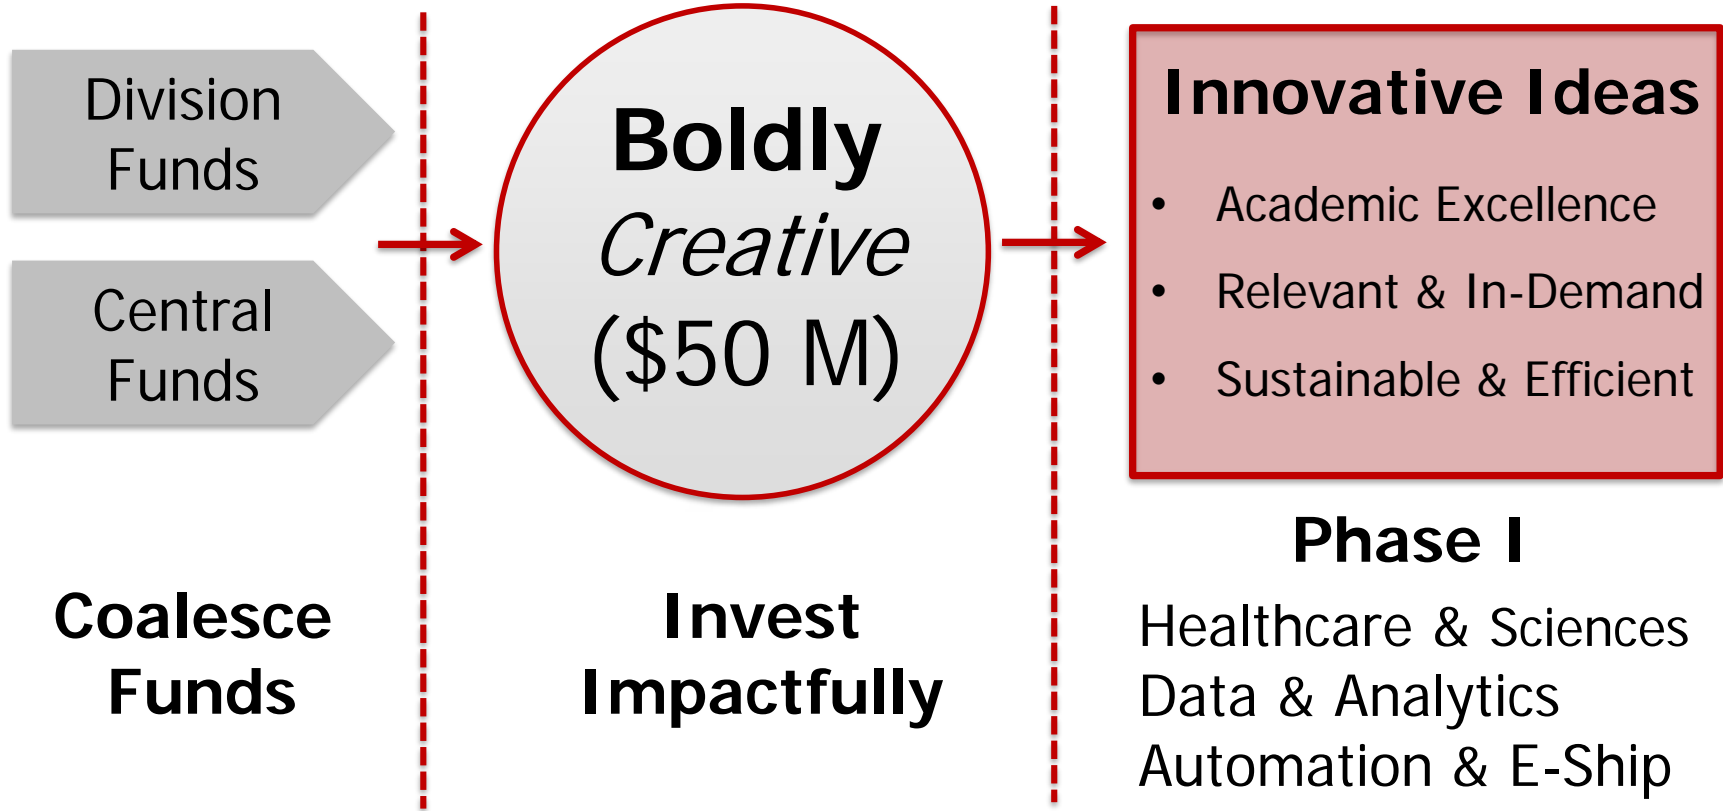 Division
Funds
Central
Funds
Coalesce
Funds
Boldly
Creative
($50 M)
Invest
Impactfully
Innovative Ideas
• Academic Excellence
• Relevant & In-Demand
• Sustainable & Efficient
Phase I
Healthcare & Sciences
Data & Analytics
Automation & E-Ship